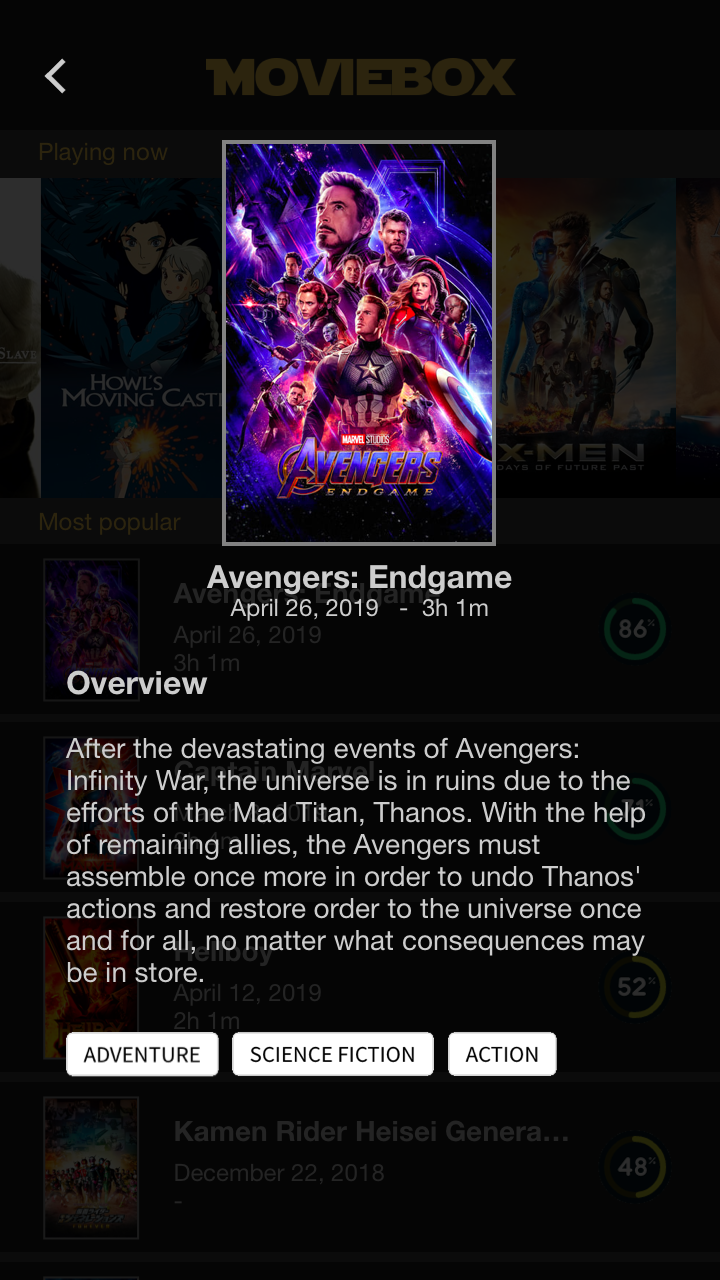 MOVIEBOX
Playing now
SLAVE
HOWL'S
MOVING CASTL
MARVEL STUDIOS
AVENGERS
ENDGAME
X-MEN
DAYS OF FUTURE PAST
Most popular
Avengers: Endgame
April 26, 2019 - 3h 1m
Avengers: Endgame
April 26, 2019
3h 1m
86%
Overview
After the devastating events of Avengers:
Infinity War, the universe is in ruins due to the
efforts of the Mad Titan, Thanos. With the help
of remaining allies, the Avengers must
assemble once more in order to undo Thanos'
actions and restore order to the universe once
and for all, no matter what consequences may
be in store.
Captain Marvel
Hellboy
April 12, 2019
2h 1m
52%
ADVENTURE
SCIENCE FICTION
ACTION
Kamen Rider Heisei Genera...
December 22, 2018
-
48%